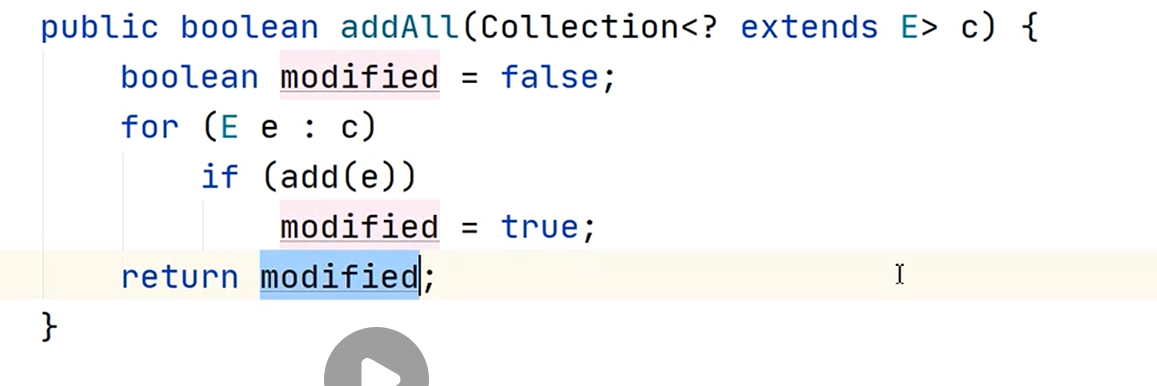 public boolean addAll(Collection<? extends E> c) {
    boolean modified = false;
    for (E e : c)
        if (add(e))
            modified = true;
    return modified;
}